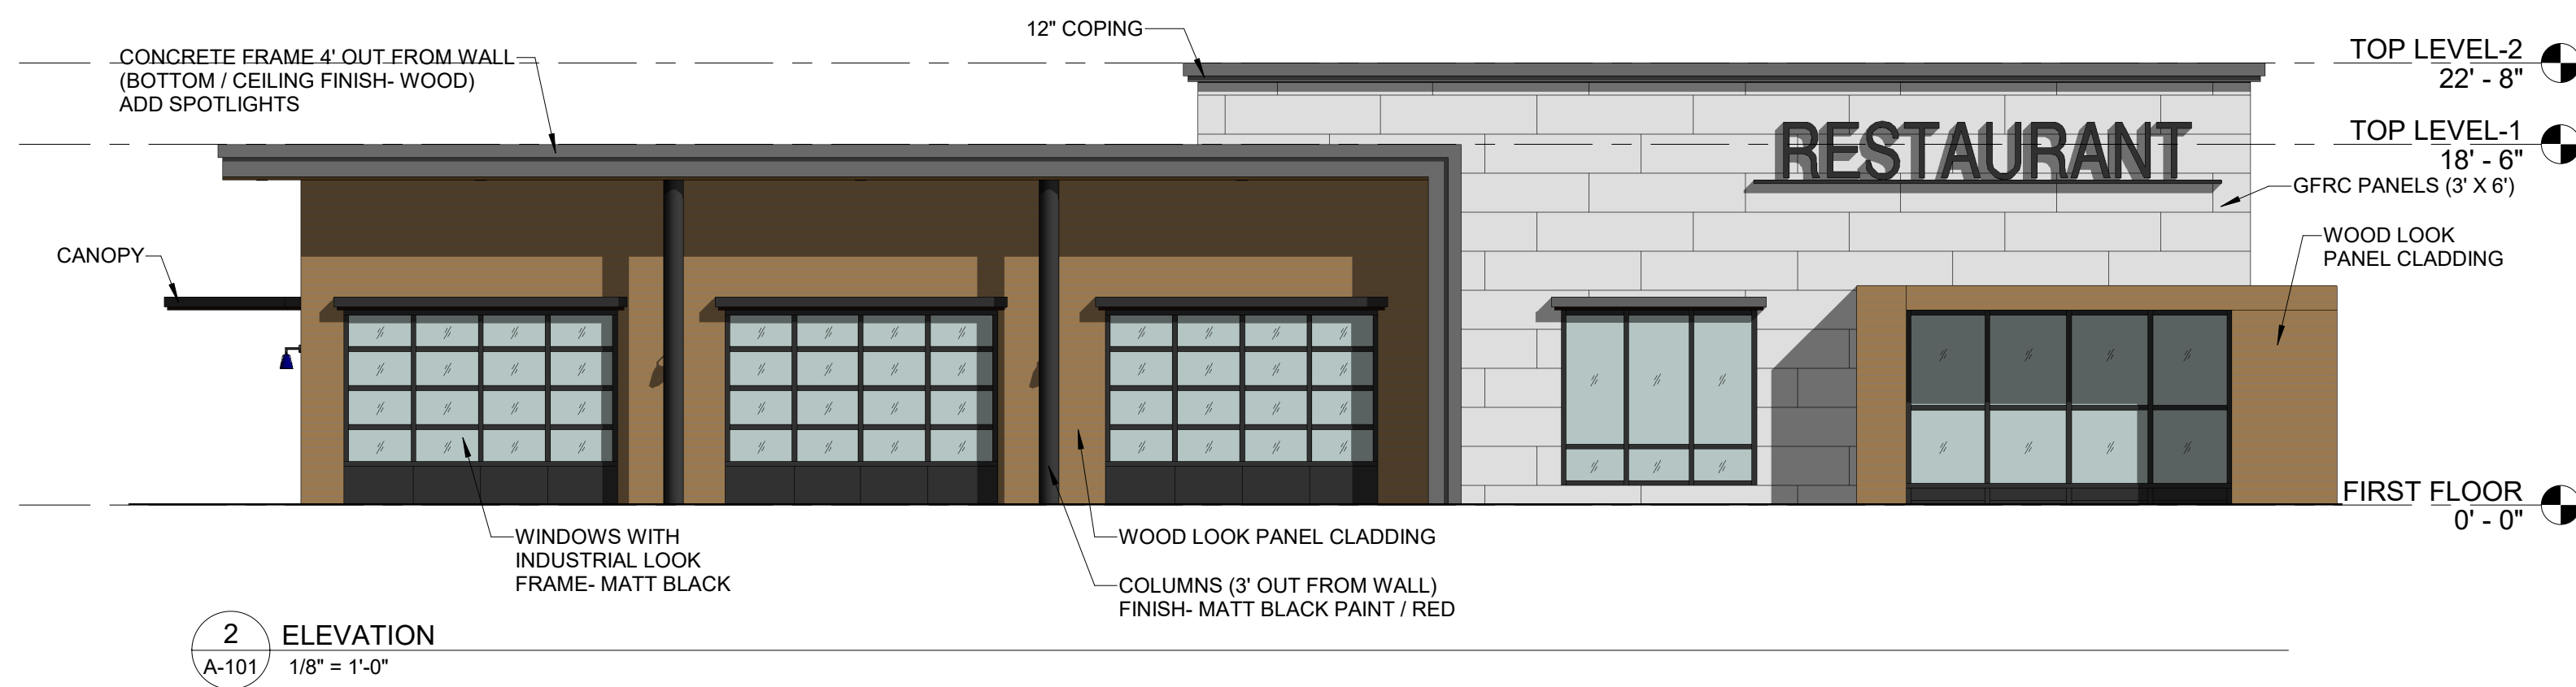 12" COPING
CONCRETE FRAME 4' OUT FROM WALL
(BOTTOM / CEILING FINISH- WOOD)
ADD SPOTLIGHTS
TOP LEVEL-2
22' - 8"
RESTAURANT
TOP LEVEL-1
18' - 6"
GFRC PANELS (3' X 6')
WOOD LOOK
PANEL CLADDING
CANOPY
FIRST FLOOR
0' - 0"
WINDOWS WITH
INDUSTRIAL LOOK
FRAME- MATT BLACK
WOOD LOOK PANEL CLADDING
COLUMNS (3' OUT FROM WALL)
FINISH- MATT BLACK PAINT / RED
2
ELEVATION
A-101
1/8" = 1'-0"